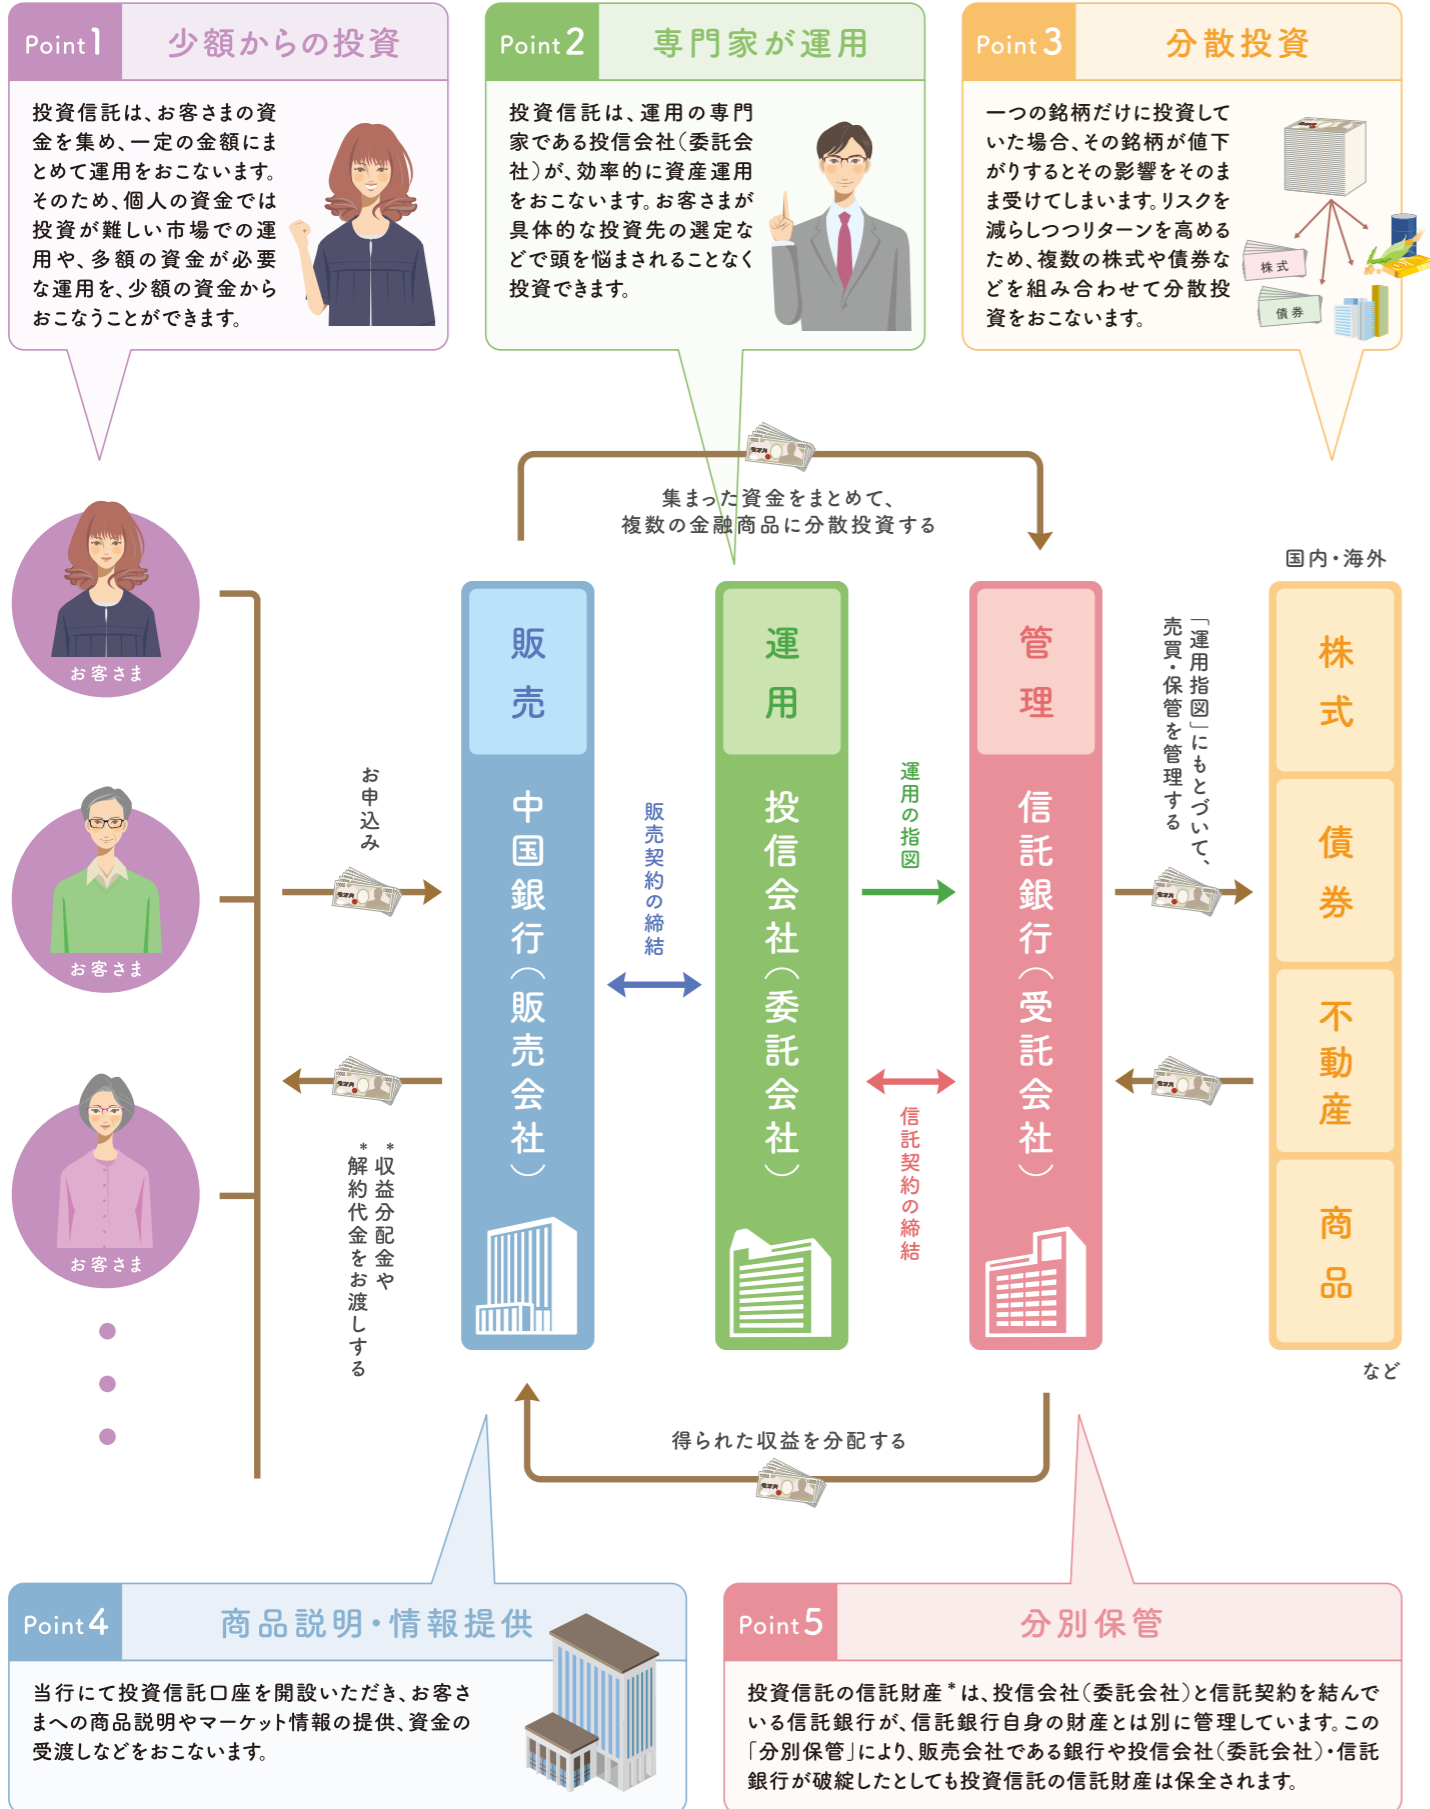 Point 1
少額からの投資
投資信託は、お客さまの資
金を集め、一定の金額にま
とめて運用をおこないます。
そのため、個人の資金では
投資が難しい市場での運
用や、多額の資金が必要
な運用を、少額の資金から
おこなうことができます。
Point 2
専門家が運用
投資信託は、運用の専門
家である投信会社(委託会
社)が、効率的に資産運用
をおこないます。お客さまが
具体的な投資先の選定な
どで頭を悩まされることなく
投資できます。
Point 3
分散投資
一つの銘柄だけに投資して
いた場合、その銘柄が値下
がりするとその影響をそのま
ま受けてしまいます。リスクを
減らしつつリターンを高める
ため、複数の株式や債券な
どを組み合わせて分散投
資をおこないます。
株式
債券
集まった資金をまとめて、
複数の金融商品に分散投資する
お客さま
お客さま
お客さま
お申込み
*収益分配金や
*解約代金をお渡しする
販売
中国銀行(販売会社)
販売契約の締結
運用
投信会社(委託会社)
運用の指図
信託契約の締結
管理
信託銀行(受託会社)
「運用指図」にもとづいて、
売買・保管を管理する
国内・海外
株式
債券
不動産
商品
など
得られた収益を分配する
Point 4
商品説明・情報提供
当行にて投資信託口座を開設いただき、お客さ
まへの商品説明やマーケット情報の提供、資金の
受渡しなどをおこないます。
Point 5
分別保管
投資信託の信託財産*は、投信会社(委託会社)と信託契約を結んで
いる信託銀行が、信託銀行自身の財産とは別に管理しています。この
「分別保管」により、販売会社である銀行や投信会社(委託会社)・信託
銀行が破綻したとしても投資信託の信託財産は保全されます。